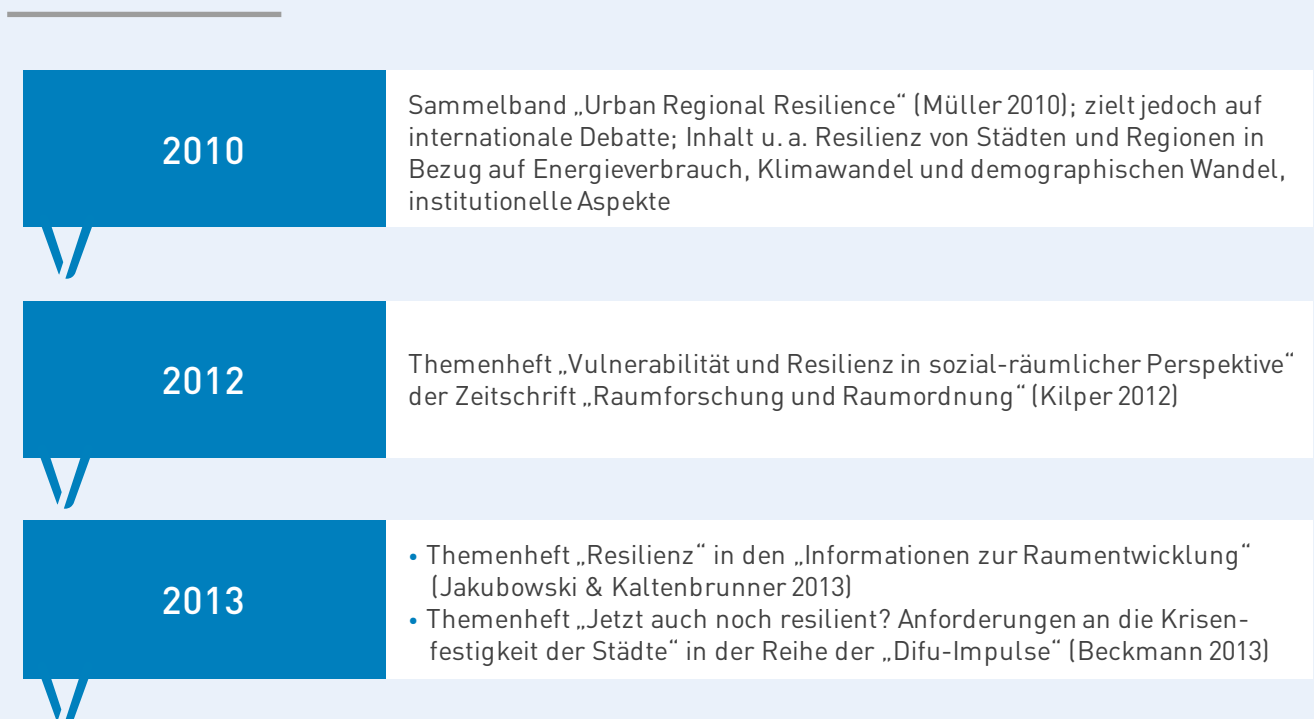 2010
Sammelband „Urban Regional Resilience“ (Müller 2010); zielt jedoch auf
internationale Debatte; Inhalt u. a. Resilienz von Städten und Regionen in
Bezug auf Energieverbrauch, Klimawandel und demographischen Wandel,
institutionelle Aspekte
2012
Themenheft „Vulnerabilität und Resilienz in sozial-räumlicher Perspektive“
der Zeitschrift „Raumforschung und Raumordnung“ (Kilper 2012)
2013
• Themenheft „Resilienz“ in den „Informationen zur Raumentwicklung“
(Jakubowski & Kaltenbrunner 2013)
• Themenheft „Jetzt auch noch resilient? Anforderungen an die Krisen-
festigkeit der Städte“ in der Reihe der „Difu-Impulse“ (Beckmann 2013)